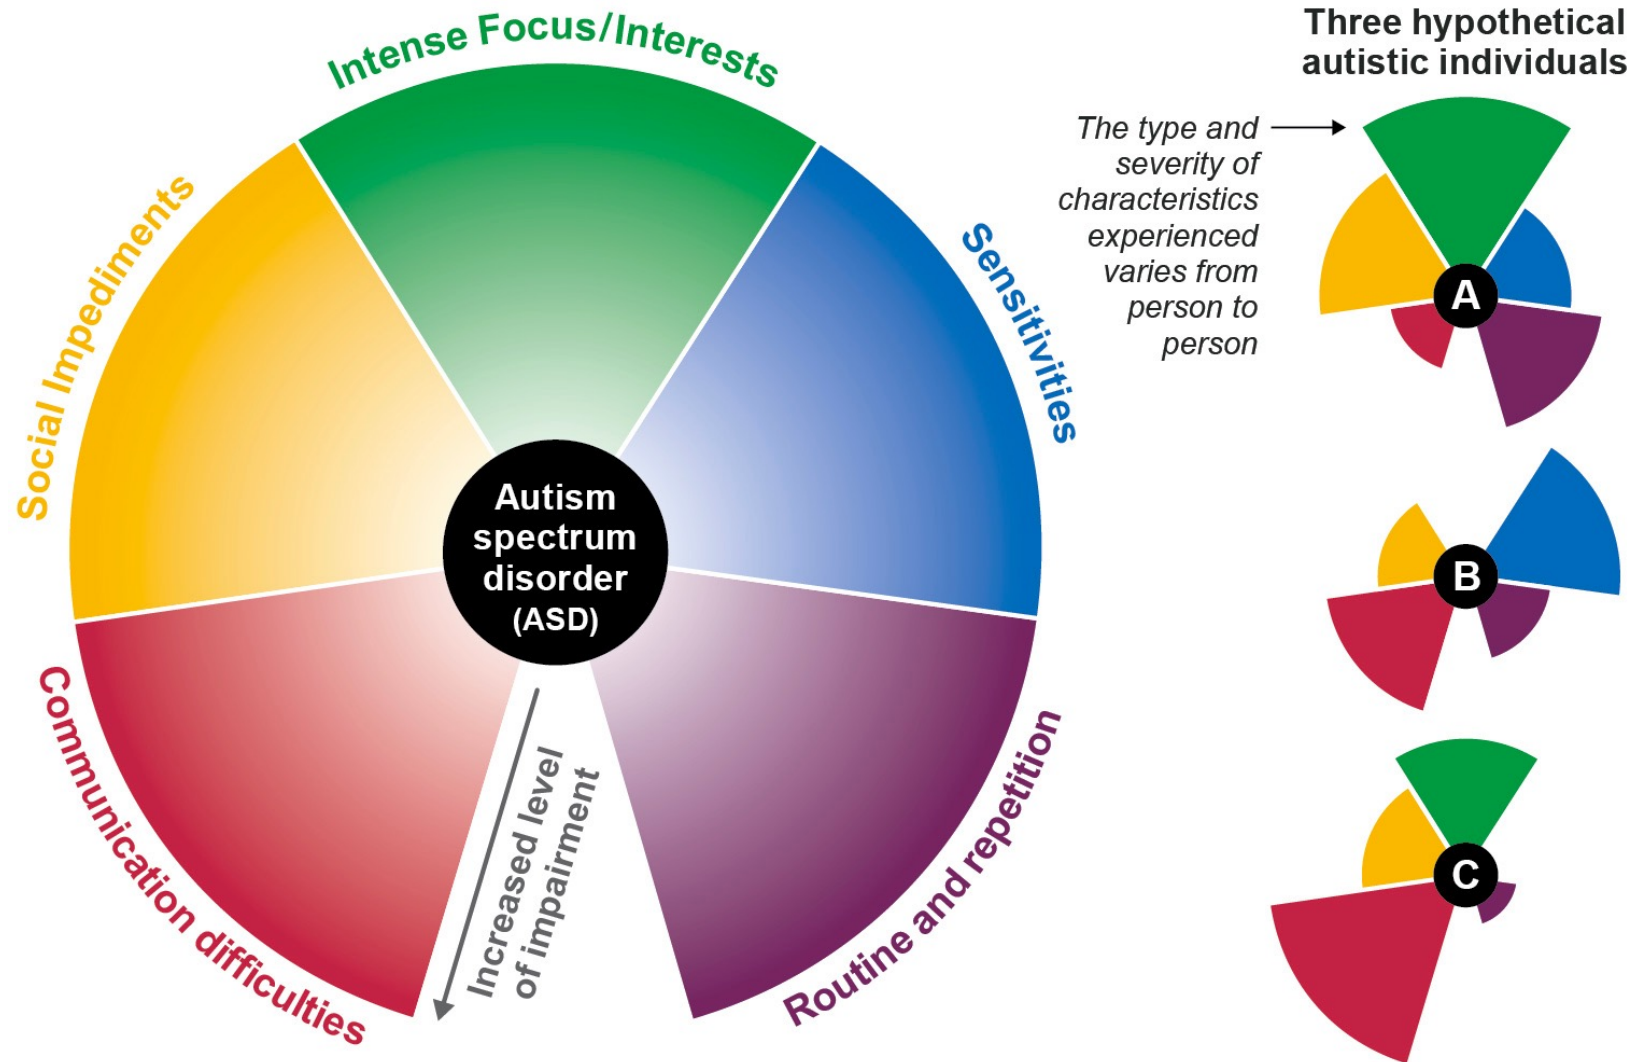 Intense Focus/Interests
Social Impediments
Sensitivities
Autism
spectrum
disorder
(ASD)
Communication difficulties
Increased level
of impairment
Routine and repetition
Three hypothetical
autistic individuals
The type and
severity of
characteristics
experienced
varies from
person to
person
A
B
C